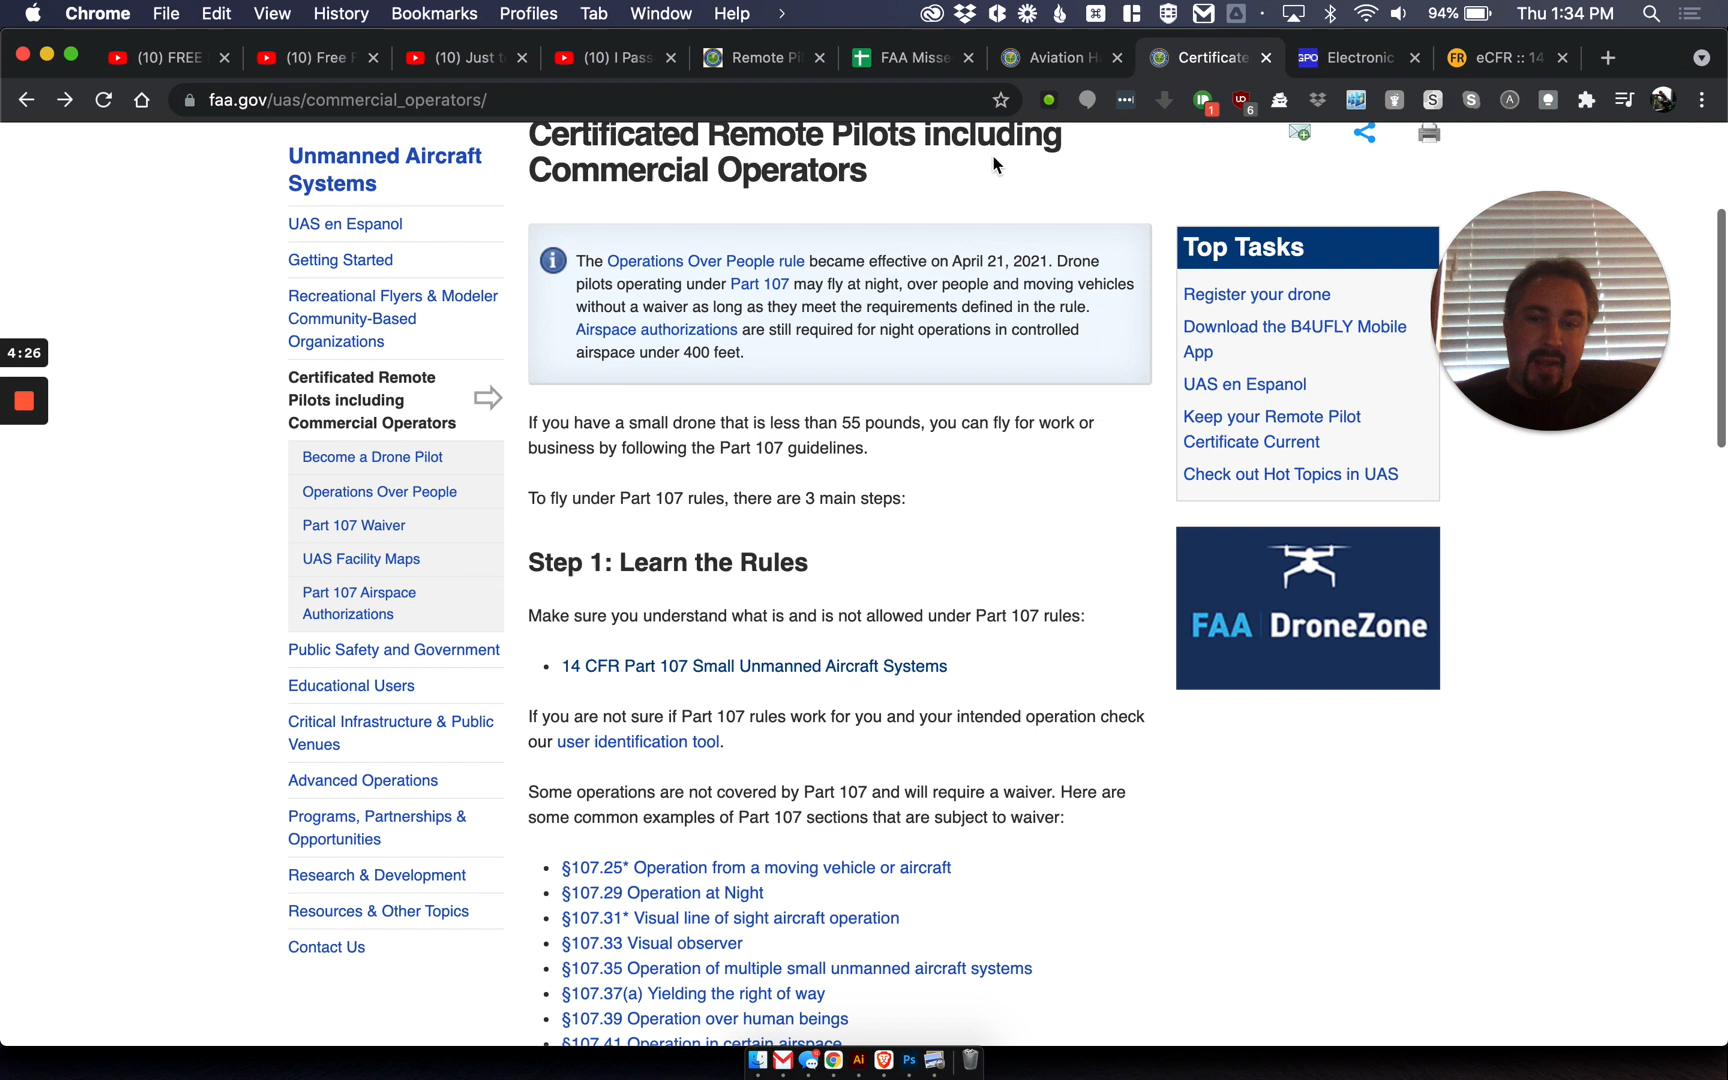 Chrome File Edit View History Bookmarks Profiles Tab Window Help 94% Thu 1:34 PM
(10) FREE (10) Free (10) Just t (10) I Pass Remote Pi FAA Misse Aviation H Certificate GPO Electronic FR eCFR :: 14
faa.gov/uas/commercial_operators/ 1 6
Certificated Remote Pilots including
Commercial Operators
Unmanned Aircraft
Systems
UAS en Espanol
Getting Started
Recreational Flyers & Modeler
Community-Based
Organizations
Certificated Remote
Pilots including
Commercial Operators
Become a Drone Pilot
Operations Over People
Part 107 Waiver
UAS Facility Maps
Part 107 Airspace
Authorizations
Public Safety and Government
Educational Users
Critical Infrastructure & Public
Venues
Advanced Operations
Programs, Partnerships &
Opportunities
Research & Development
Resources & Other Topics
Contact Us
4:26
The Operations Over People rule became effective on April 21, 2021. Drone
pilots operating under Part 107 may fly at night, over people and moving vehicles
without a waiver as long as they meet the requirements defined in the rule.
Airspace authorizations are still required for night operations in controlled
airspace under 400 feet.
If you have a small drone that is less than 55 pounds, you can fly for work or
business by following the Part 107 guidelines.
To fly under Part 107 rules, there are 3 main steps:
Step 1: Learn the Rules
Make sure you understand what is and is not allowed under Part 107 rules:
• 14 CFR Part 107 Small Unmanned Aircraft Systems
If you are not sure if Part 107 rules work for you and your intended operation check
our user identification tool.
Some operations are not covered by Part 107 and will require a waiver. Here are
some common examples of Part 107 sections that are subject to waiver:
• §107.25* Operation from a moving vehicle or aircraft
• §107.29 Operation at Night
• §107.31* Visual line of sight aircraft operation
• §107.33 Visual observer
• §107.35 Operation of multiple small unmanned aircraft systems
• §107.37(a) Yielding the right of way
• §107.39 Operation over human beings
• §107.41 Operation in certain airspace
Top Tasks
Register your drone
Download the B4UFLY Mobile
App
UAS en Espanol
Keep your Remote Pilot
Certificate Current
Check out Hot Topics in UAS
FAA DroneZone
Ai Ps